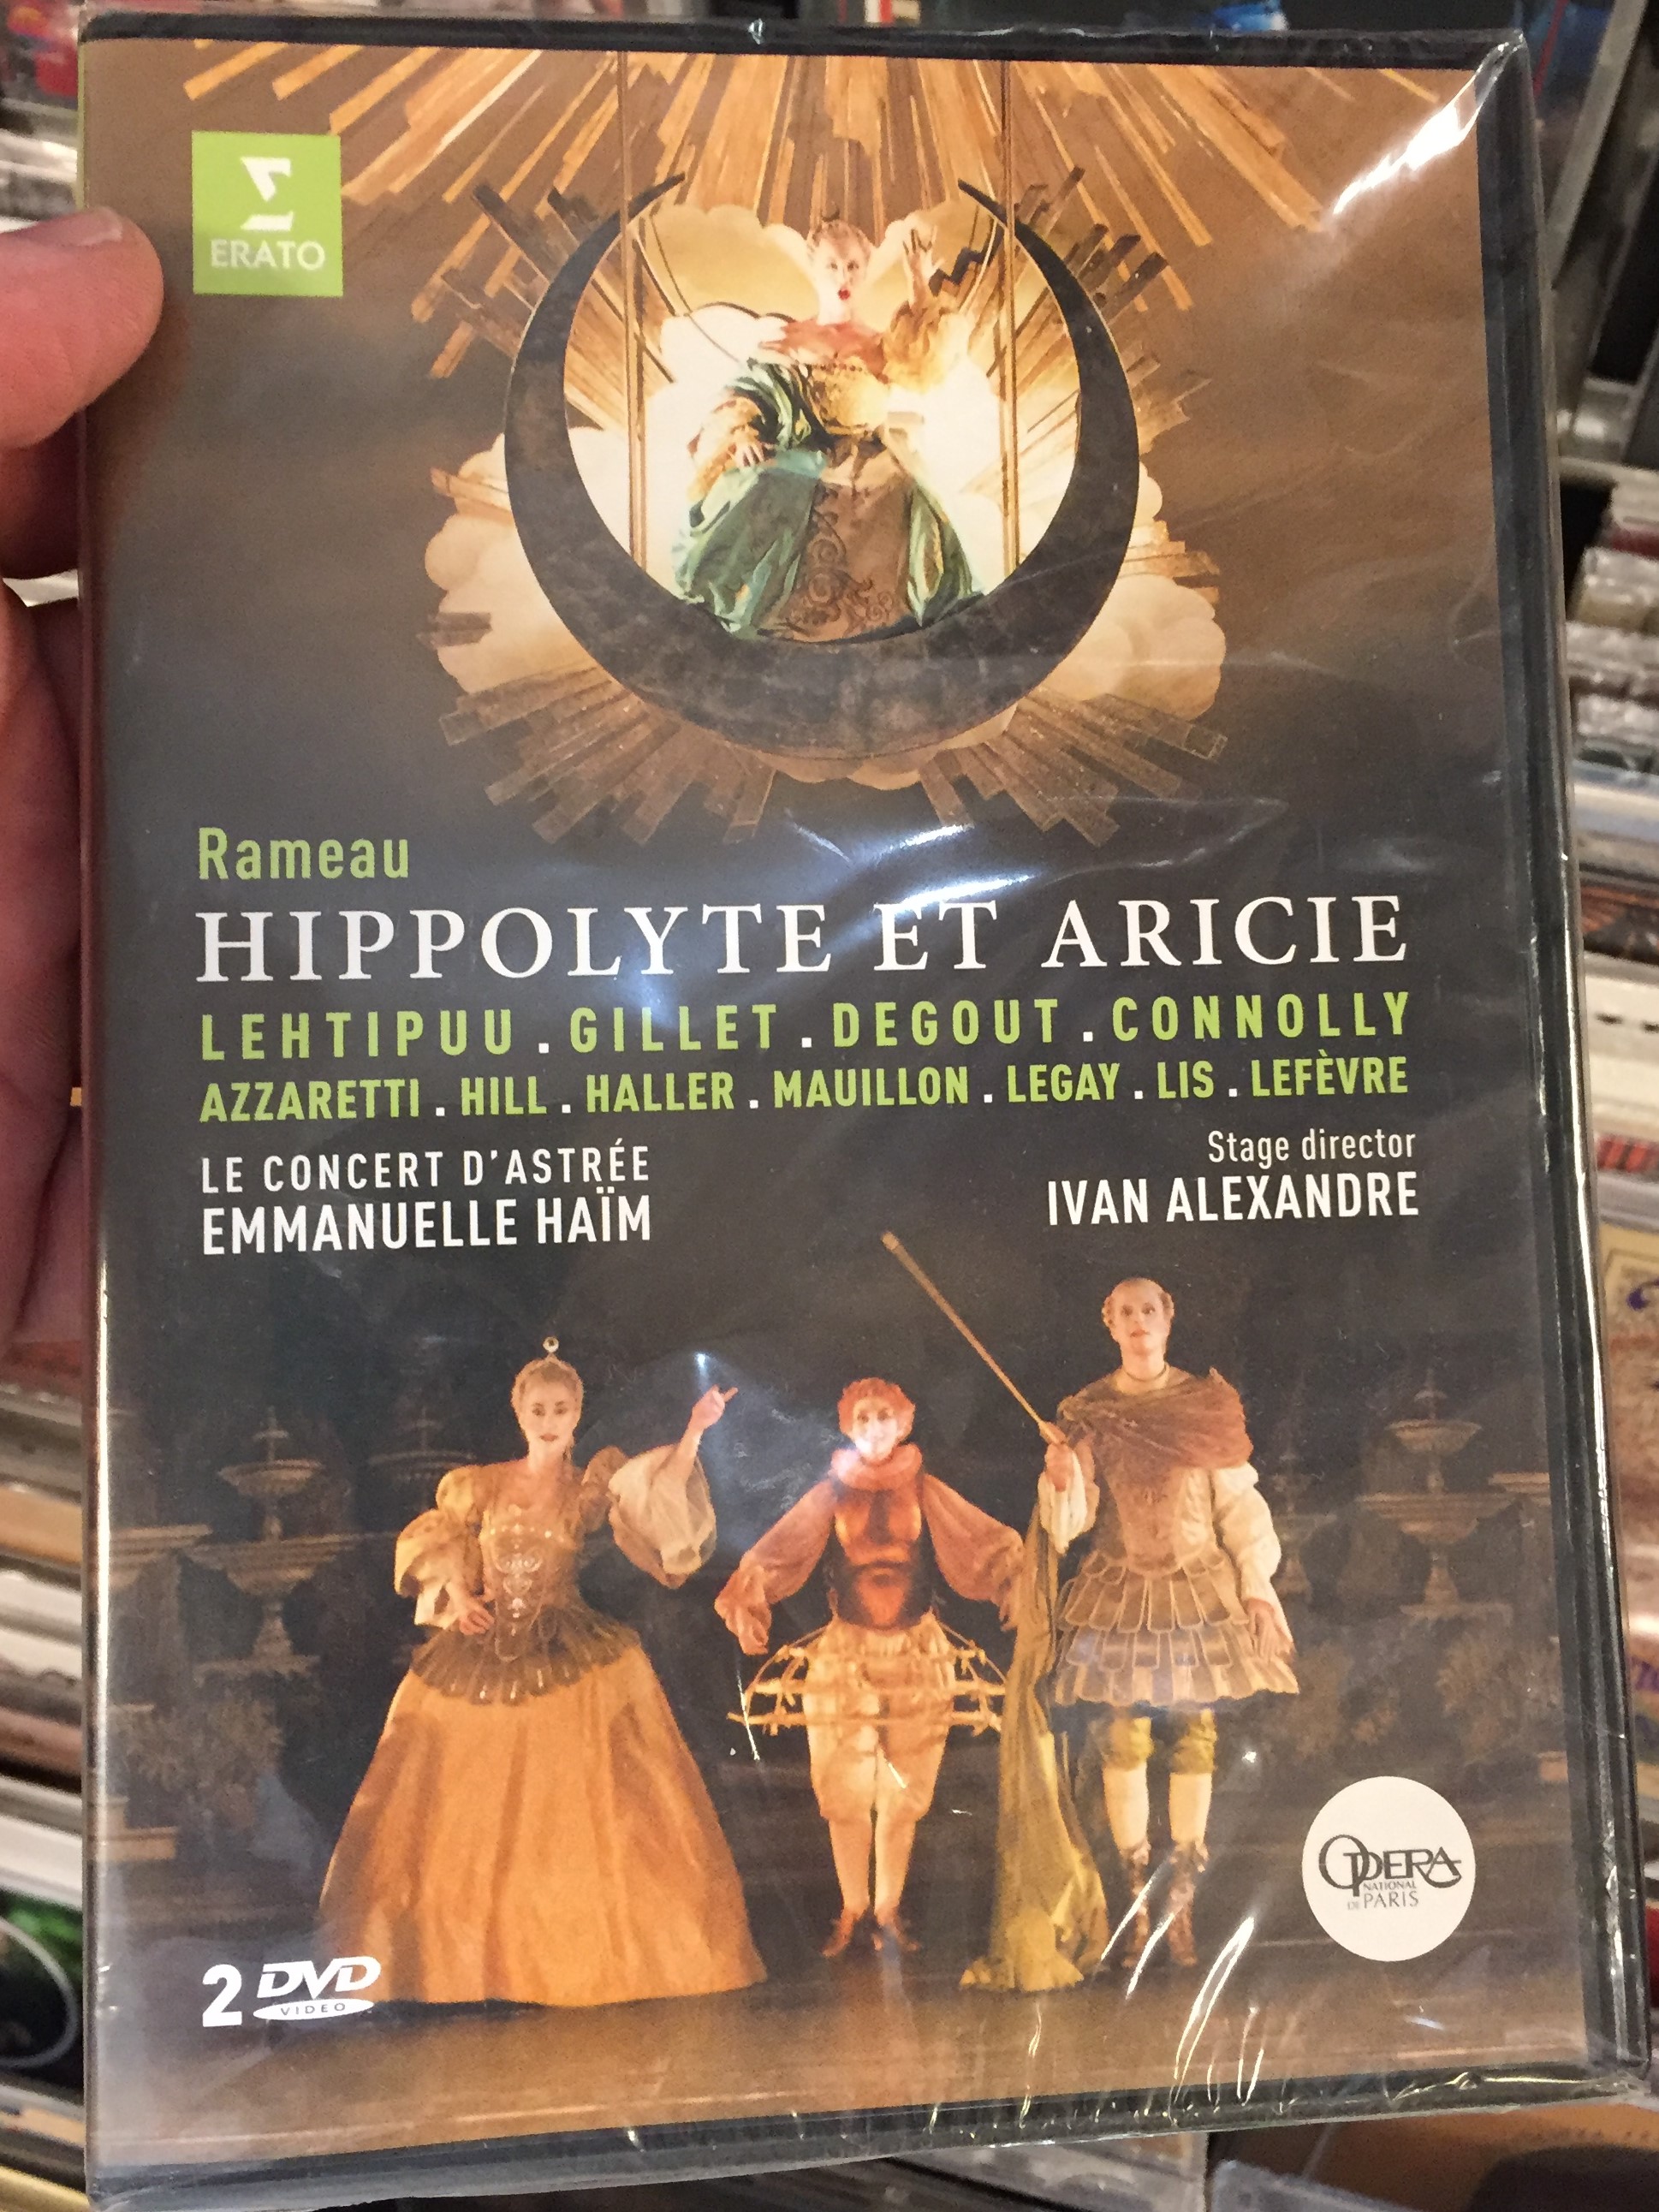 ERATO
Rameau
HIPPOLYTE ET ARICIE
LEHTIPUU . GILLET . DEGOUT . CONNOLLY
AZZARETTI . HILL . HALLER . MAUILLON . LEGAY . LIS . LEFÈVRE
LE CONCERT D'ASTRÉE
EMMANUELLE HAÏM
Stage director
IVAN ALEXANDRE
OPERA
NATIONAL
DE PARIS
2 DVD
VIDEO